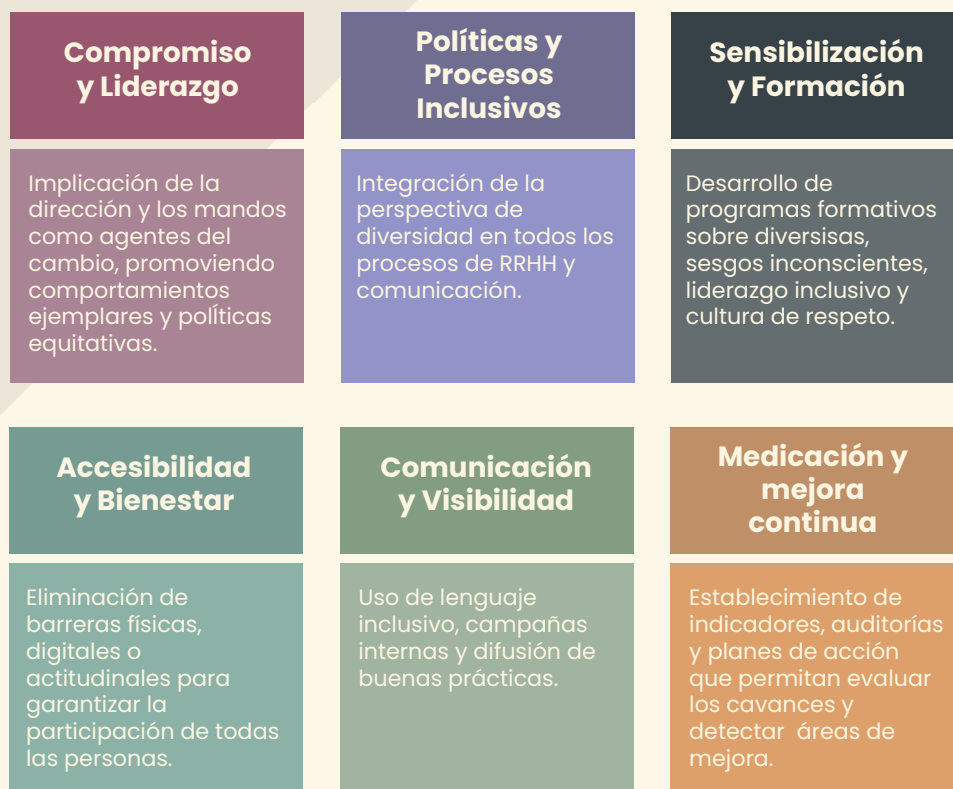 Compromiso
y Liderazgo
Implicación de la
dirección y los mandos
como agentes del
cambio, promoviendo
comportamientos
ejemplares y políticas
equitativas.
Políticas y
Procesos
Inclusivos
Integración de la
perspectiva de
diversidad en todos los
procesos de RRHH y
comunicación.
Sensibilización
y Formación
Desarrollo de
programas formativos
sobre diversisas,
sesgos inconscientes,
liderazgo inclusivo y
cultura de respeto.
Accesibilidad
y Bienestar
Eliminación de
barreras físicas,
digitales o
actitudinales para
garantizar la
participación de todas
las personas.
Comunicación
y Visibilidad
Uso de lenguaje
inclusivo, campañas
internas y difusión de
buenas prácticas.
Medicación y
mejora
continua
Establecimiento de
indicadores, auditorías
y planes de acción
que permitan evaluar
los cavances y
detectar  áreas de
mejora.